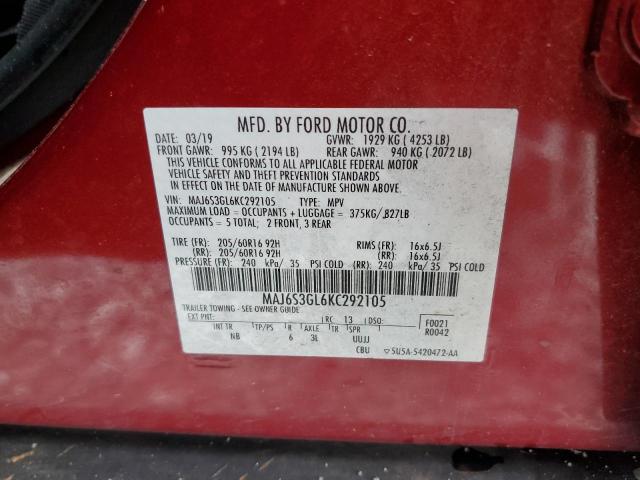 MFD. BY FORD MOTOR CO.
DATE: 03/19 GVWR: 1929 KG ( 4253 LB)
FRONT GAWR: 995 KG ( 2194 LB) REAR GAWR: 940 KG ( 2072 LB)
THIS VEHICLE CONFORMS TO ALL APPLICABLE FEDERAL MOTOR
VEHICLE SAFETY AND THEFT PREVENTION STANDARDS
IN EFFECT ON THE DATE OF MANUFACTURE SHOWN ABOVE.
VIN: MAJ6S3GL6KC292105 TYPE: MPV
MAXIMUM LOAD = OCCUPANTS + LUGGAGE = 375KG/ 827LB
OCCUPANTS = 5 TOTAL; 2 FRONT, 3 REAR
TIRE (FR): 205/60R16 92H RIMS (FR): 16x6.5J
(RR): 205/60R16 92H (RR): 16x6.5J
PRESSURE (FR): 240 kPa/ 35 PSI COLD (RR): 240 kPa/ 35 PSI COLD
MAJ6S3GL6KC292105
TRAILER TOWING - SEE OWNER GUIDE
EXT PNT: RC: 13 DSO: F0021
R0042
INT TR TP/PS R AXLE TR SPR
NB 6 3L UUJJ
CBU ▽5U5A-5420472-AA